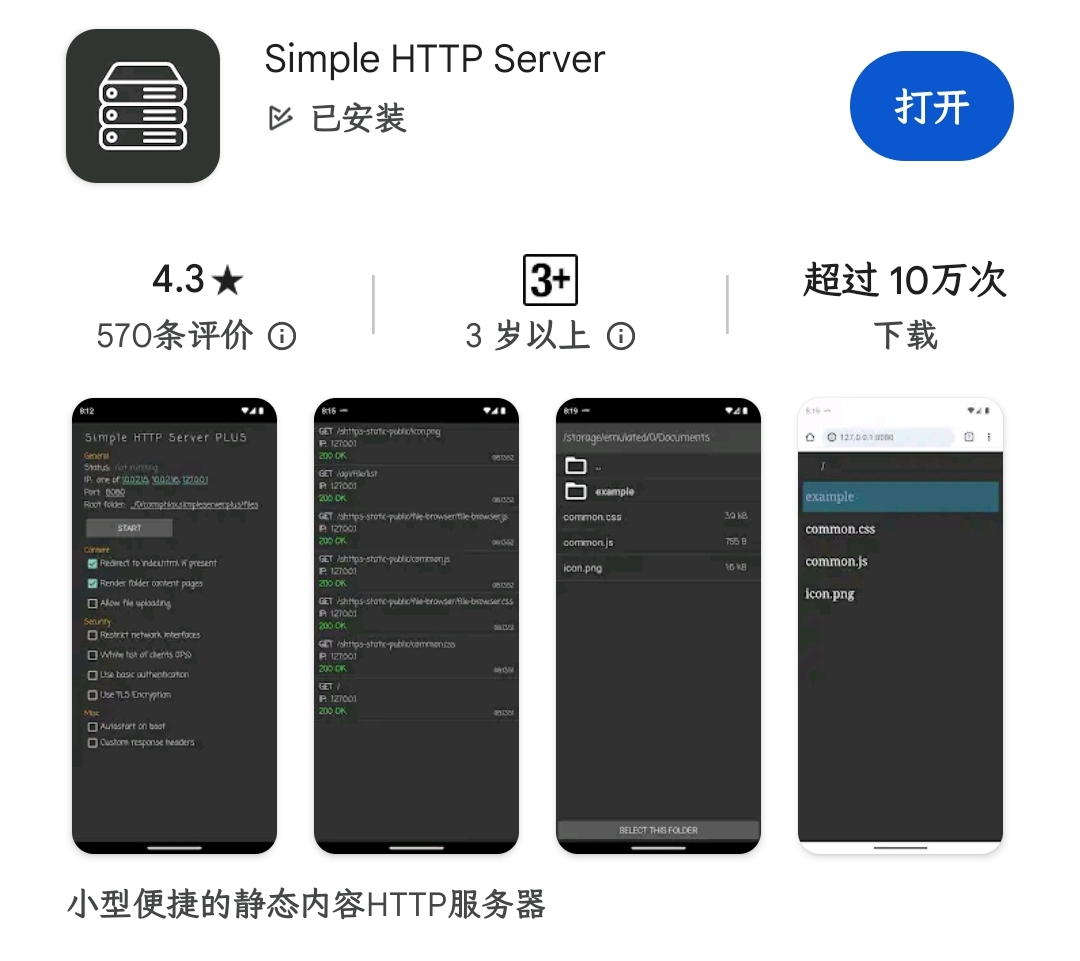 Simple HTTP Server
已安装
打开
4.3★
570条评价
3+
3 岁以上
超过 10万次
下载
8:12
Simple HTTP Server PLUS
General
Status: not running
IP: one of 10.0.2.15, 10.0.2.16, 127.0.0.1
Port: 8080
START
Content
Redirect to index.html if present
Render folder content pages
Allow file uploading
Security
Restrict network interfaces
White list of clients (IPs)
Use basic authentication
Use TLS Encryption
Misc
Autostart on boot
Custom response headers
8:15
GET /shttps-static-public/icon.png
IP: 127.0.0.1
200 OK
GET /api/file/list
IP: 127.0.0.1
200 OK
GET /shttps-static-public/file-browser/file-browser.js
IP: 127.0.0.1
200 OK
GET /shttps-static-public/common.js
IP: 127.0.0.1
200 OK
GET /shttps-static-public/file-browser/file-browser.css
IP: 127.0.0.1
200 OK
GET /shttps-static-public/common.css
IP: 127.0.0.1
200 OK
GET /
IP: 127.0.0.1
200 OK
8:19
/storage/emulated/0/Documents
..
example
common.css 3.9 kB
common.js 755 B
icon.png 1.6 kB
SELECT THIS FOLDER
8:19
127.0.0.1:8080
/
example
common.css
common.js
icon.png
小型便捷的静态内容HTTP服务器